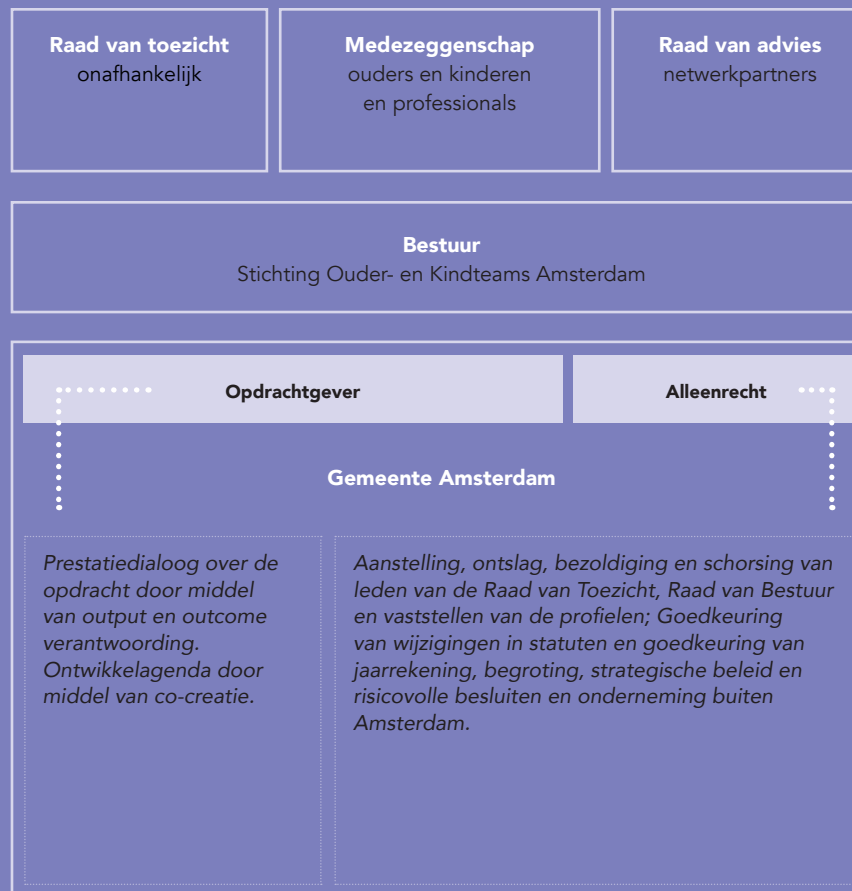 Raad van toezicht
onafhankelijk
Medezeggenschap
ouders en kinderen
en professionals
Raad van advies
netwerkpartners
Bestuur
Stichting Ouder- en Kindteams Amsterdam
Opdrachtgever
Alleenrecht
Gemeente Amsterdam
Prestatiedialoog over de
opdracht door middel
van output en outcome
verantwoording.
Ontwikkelagenda door
middel van co-creatie.
Aanstelling, ontslag, bezoldiging en schorsing van
leden van de Raad van Toezicht, Raad van Bestuur
en vaststellen van de profielen; Goedkeuring
van wijzigingen in statuten en goedkeuring van
jaarrekening, begroting, strategische beleid en
risicovolle besluiten en onderneming buiten
Amsterdam.